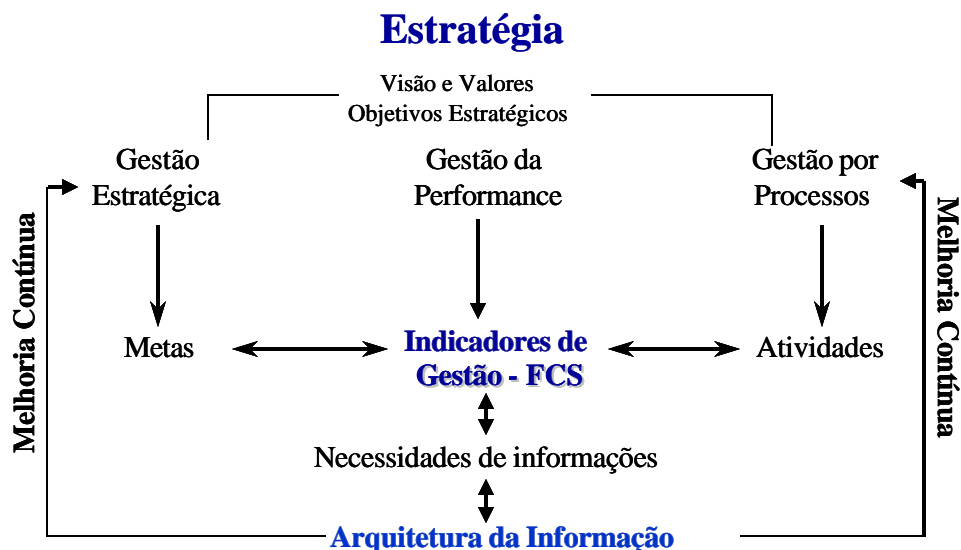 Estratégia
Visão e Valores
Objetivos Estratégicos
Gestão
Estratégica
Gestão da
Performance
Gestão por
Processos
Melhoria Contínua
Melhoria Contínua
Metas
Indicadores de
Gestão - FCS
Atividades
Necessidades de informações
Arquitetura da Informação